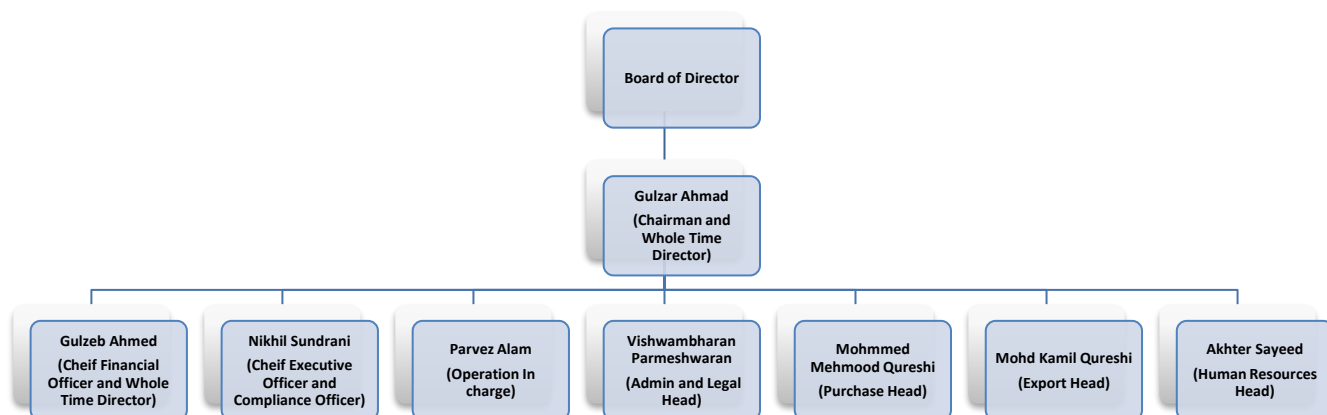 Board of Director
Gulzar Ahmad
(Chairman and
Whole Time
Director)
Gulzeb Ahmed
(Cheif Financial
Officer and Whole
Time Director)
Nikhil Sundrani
(Cheif Executive
Officer and
Compliance Officer)
Parvez Alam
(Operation In
charge)
Vishwambharan
Parmeshwaran
(Admin and Legal
Head)
Mohmmed
Mehmood Qureshi
(Purchase Head)
Mohd Kamil Qureshi
(Export Head)
Akhter Sayeed
(Human Resources
Head)